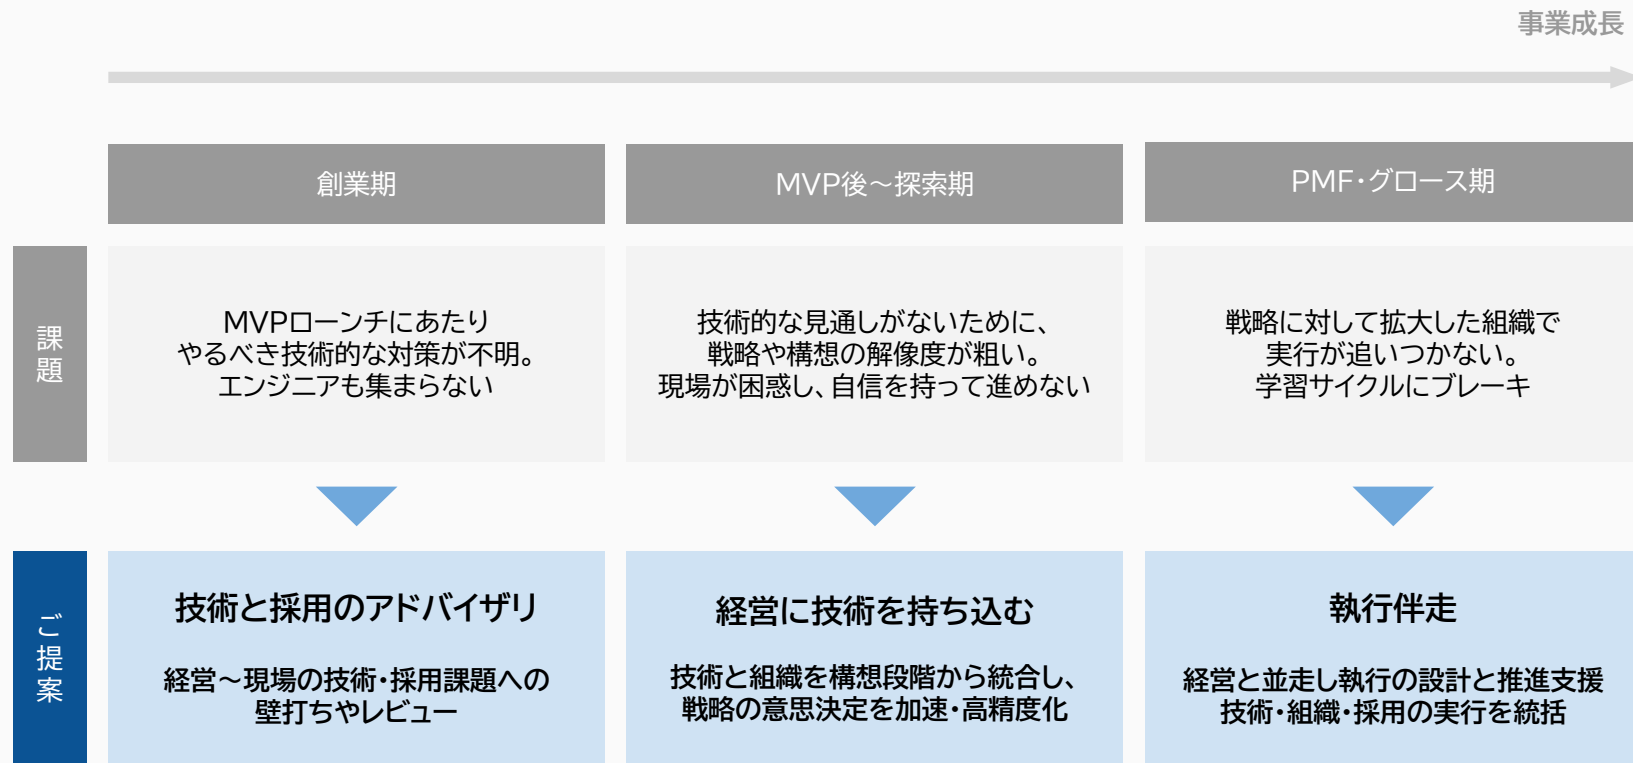 事業成長
創業期
MVP後～探索期
PMF・グロース期
課題
MVPローンチにあたり
やるべき技術的な対策が不明。
エンジニアも集まらない
技術的な見通しがないために、
戦略や構想の解像度が粗い。
現場が困惑し、自信を持って進めない
戦略に対して拡大した組織で
実行が追いつかない。
学習サイクルにブレーキ
ご提案
技術と採用のアドバイザリ
経営～現場の技術・採用課題への
壁打ちやレビュー
経営に技術を持ち込む
技術と組織を構想段階から統合し、
戦略の意思決定を加速・高精度化
執行伴走
経営と並走し執行の設計と推進支援
技術・組織・採用の実行を統括